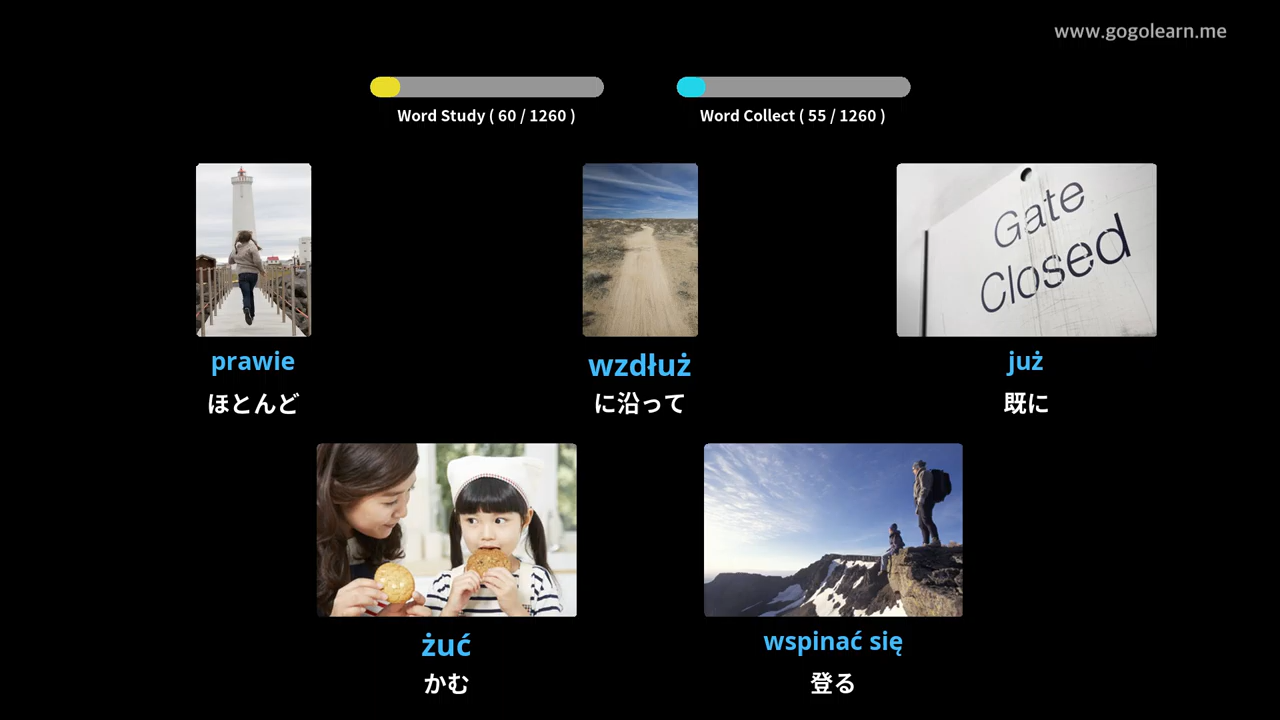 www.gogolearn.me
Word Study ( 60 / 1260 )
Word Collect ( 55 / 1260 )
Gate
Closed
prawie
ほとんど
wzdłuż
に沿って
już
既に
żuć
かむ
wspinać się
登る